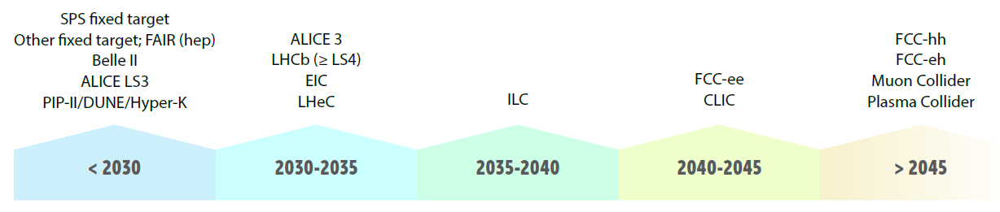 SPS fixed target
Other fixed target; FAIR (hep)
Belle II
ALICE LS3
PIP-II/DUNE/Hyper-K
< 2030
ALICE 3
LHCb (≥ LS4)
EIC
LHeC
2030-2035
ILC
2035-2040
FCC-ee
CLIC
2040-2045
FCC-hh
FCC-eh
Muon Collider
Plasma Collider
> 2045